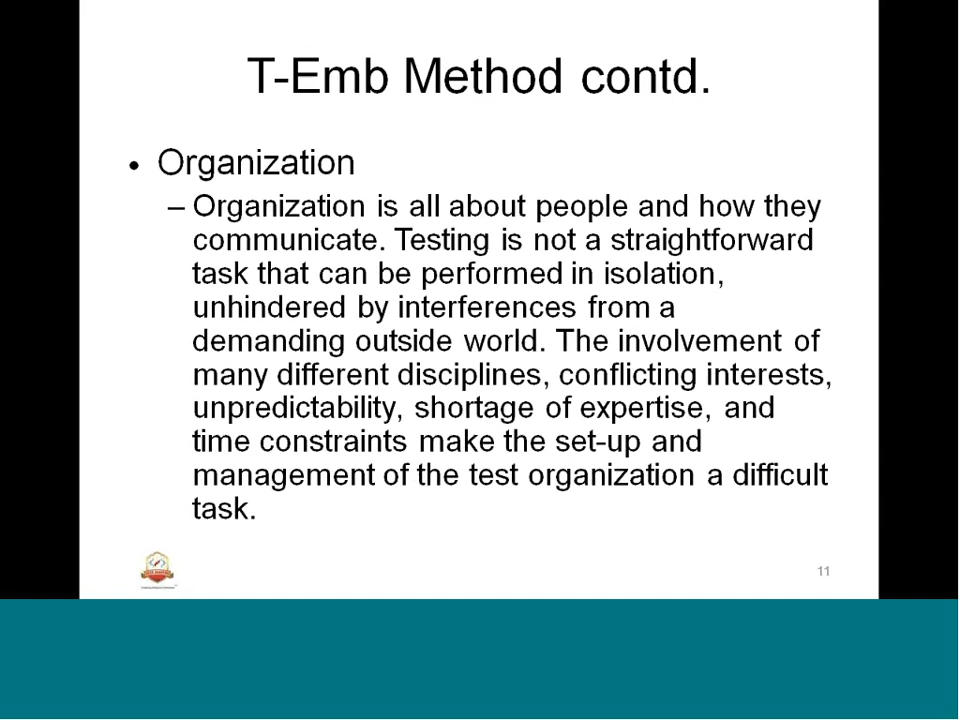 T-Emb Method contd.
• Organization
– Organization is all about people and how they
communicate. Testing is not a straightforward
task that can be performed in isolation,
unhindered by interferences from a
demanding outside world. The involvement of
many different disciplines, conflicting interests,
unpredictability, shortage of expertise, and
time constraints make the set-up and
management of the test organization a difficult
task.
11